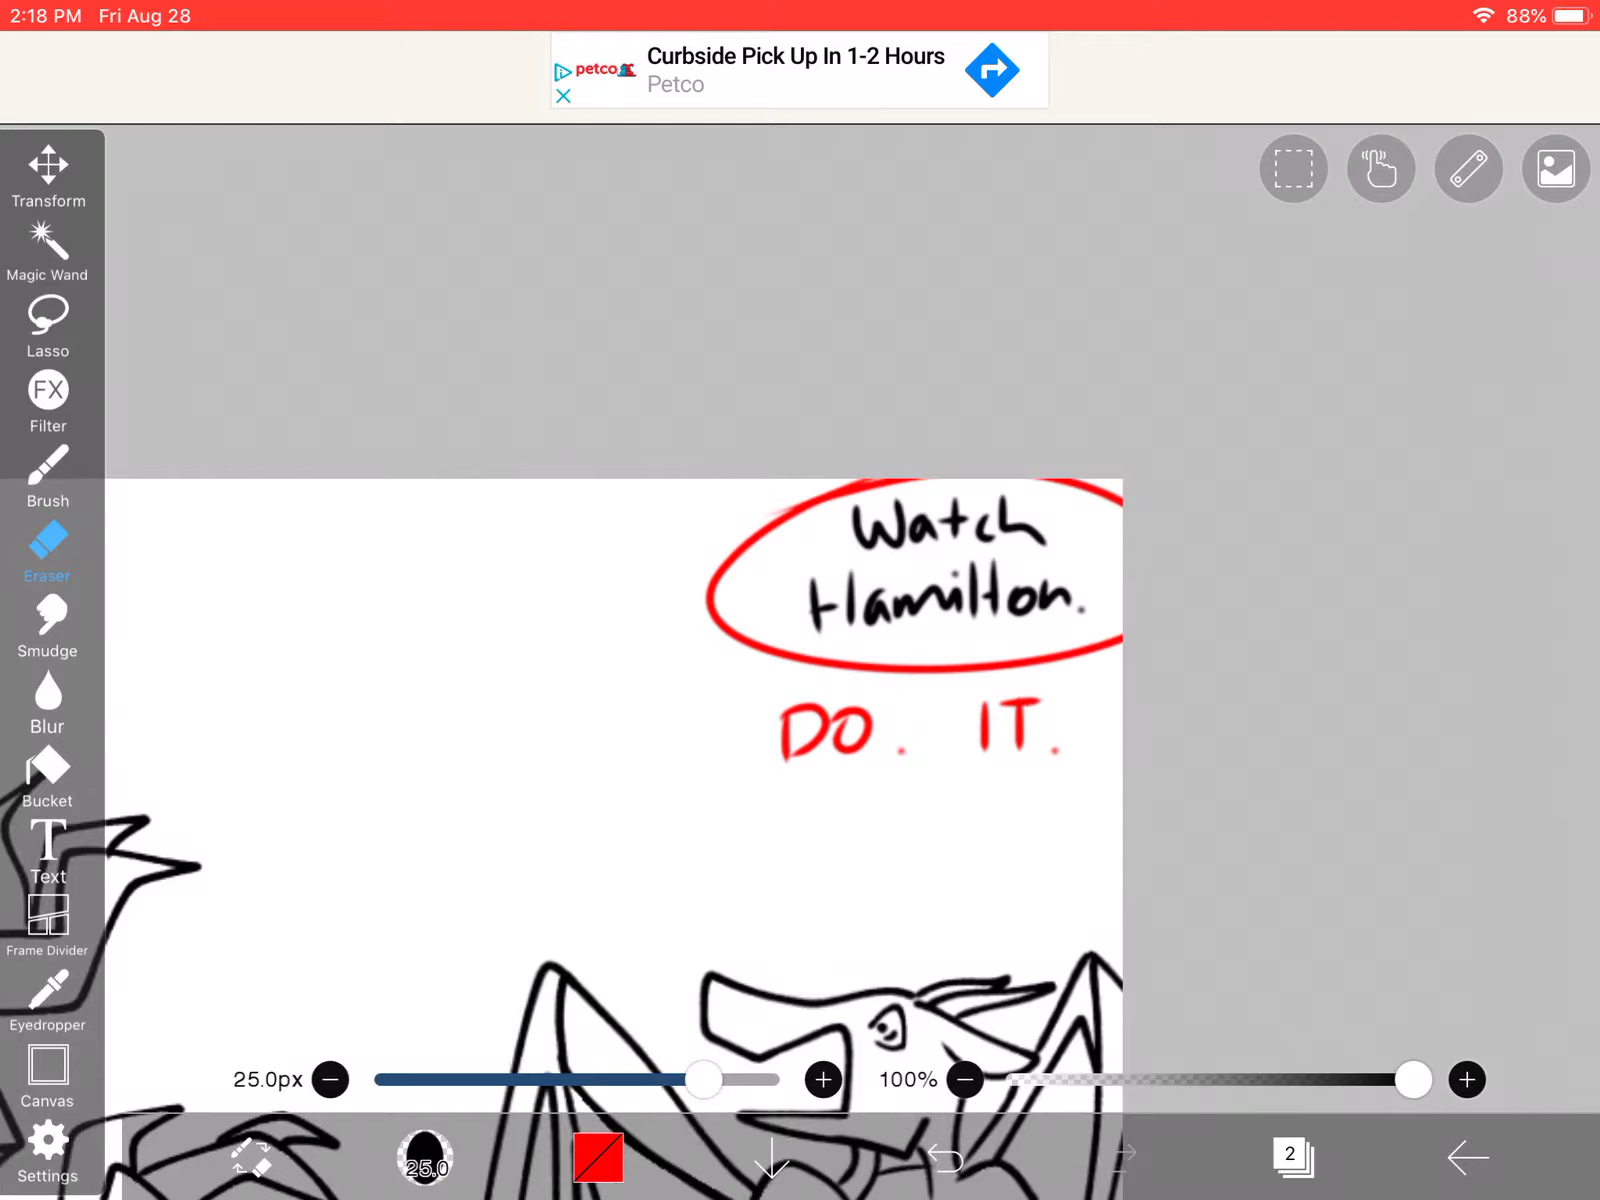 2:18 PM Fri Aug 28
88%
petco
Curbside Pick Up In 1-2 Hours
Petco
Transform
Magic Wand
Lasso
FX
Filter
Brush
Eraser
Smudge
Blur
Bucket
T
Text
Frame Divider
Eyedropper
Canvas
Settings
Watch
Hamilton.
DO. IT.
25.0px
100%
25.0
2